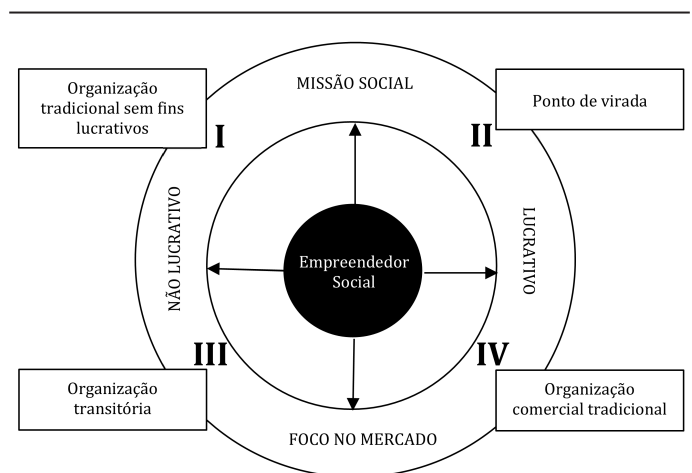 MISSÃO SOCIAL
Organização
tradicional sem fins
lucrativos
Ponto de virada
I
II
NÃO LUCRATIVO
LUCRATIVO
Empreendedor
Social
III
IV
Organização
transitória
Organização
comercial tradicional
FOCO NO MERCADO